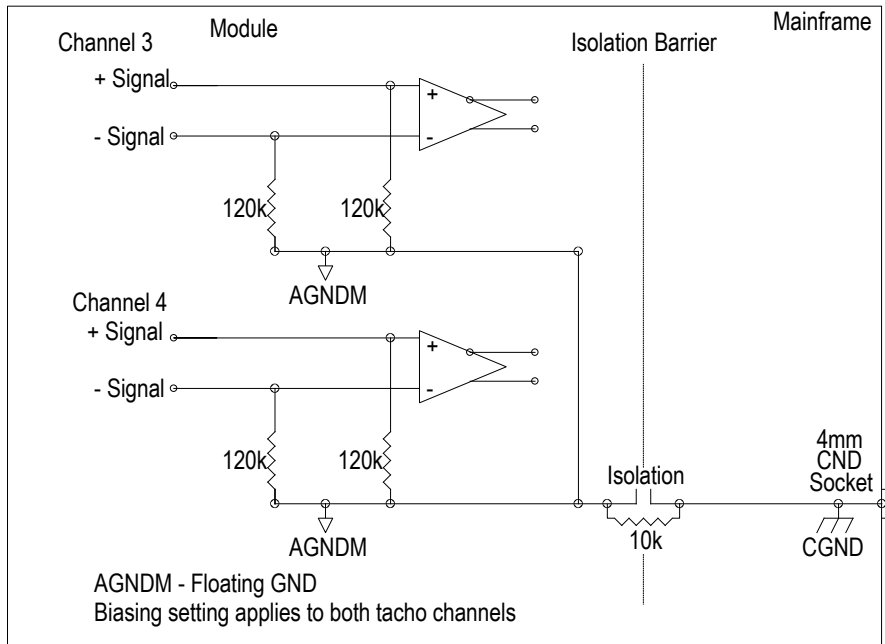 Module
Isolation Barrier
Mainframe
Channel 3
+ Signal
- Signal
+
-
120k
120k
AGNDM
Channel 4
+ Signal
- Signal
+
-
120k
120k
AGNDM
Isolation
10k
4mm
CND
Socket
CGND
AGNDM - Floating GND
Biasing setting applies to both tacho channels